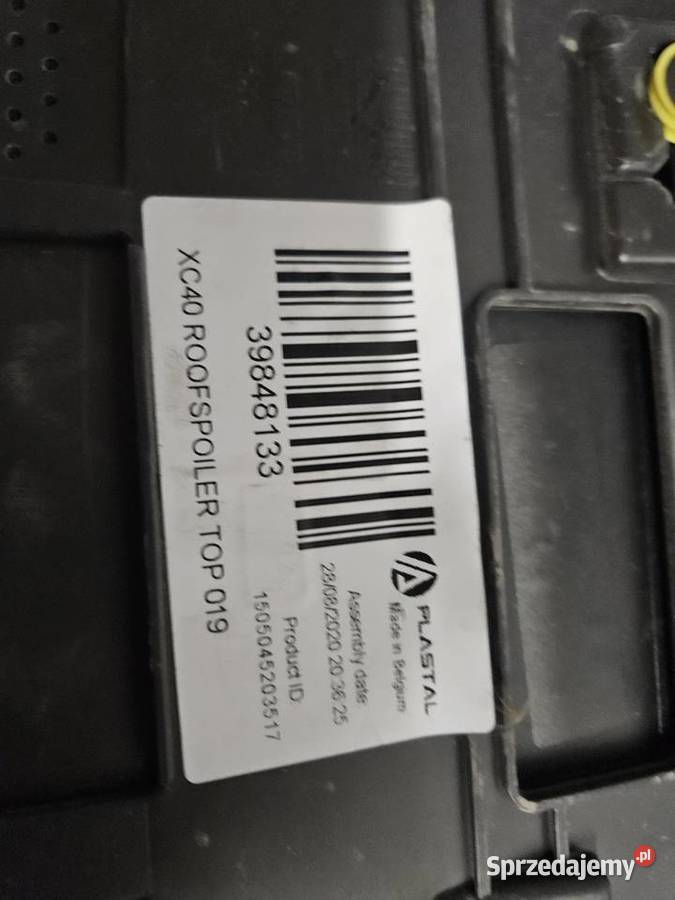 PLASTAL
Made in Belgium
Assembly date:
28/08/2020 20:36:25
39848133
Product ID:
1505045203517
XC40 ROOFSPOILER TOP 019
Sprzedajemy.pl